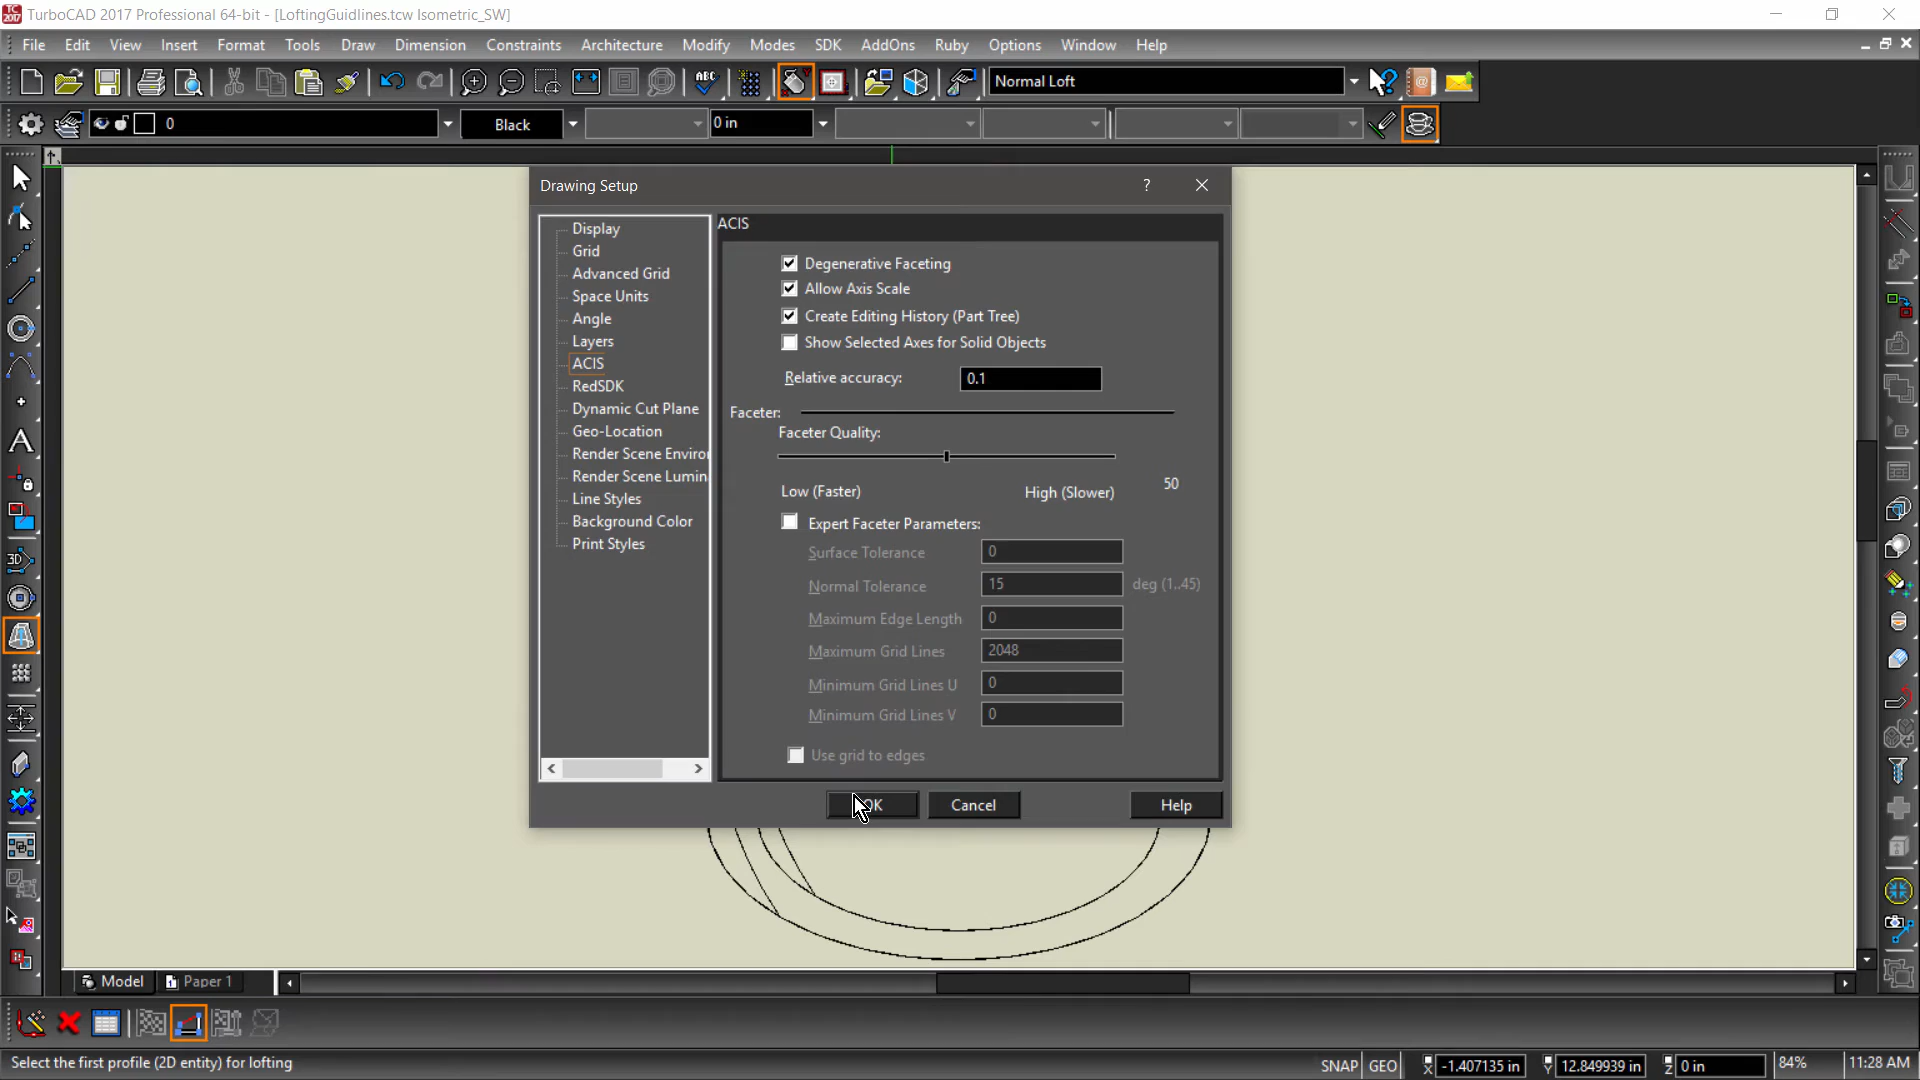 TC 2017 TurboCAD 2017 Professional 64-bit - [LoftingGuidlines.tcw Isometric_SW]
File Edit View Insert Format Tools Draw Dimension Constraints Architecture Modify Modes SDK AddOns Ruby Options Window Help
ABC Normal Loft
0 Black 0 in
Drawing Setup ?
Display
Grid
Advanced Grid
Space Units
Angle
Layers
ACIS
RedSDK
Dynamic Cut Plane
Geo-Location
Render Scene Enviro
Render Scene Lumin
Line Styles
Background Color
Print Styles
ACIS
Degenerative Faceting
Allow Axis Scale
Create Editing History (Part Tree)
Show Selected Axes for Solid Objects
Relative accuracy: 0.1
Faceter:
Faceter Quality:
Low (Faster) High (Slower) 50
Expert Faceter Parameters:
Surface Tolerance 0
Normal Tolerance 15 deg (1..45)
Maximum Edge Length 0
Maximum Grid Lines 2048
Minimum Grid Lines U 0
Minimum Grid Lines V 0
Use grid to edges
OK Cancel Help
A
3D
Model 1 Paper 1
Select the first profile (2D entity) for lofting SNAP GEO X -1.407135 in Y 12.849939 in Z 0 in 84% 11:28 AM